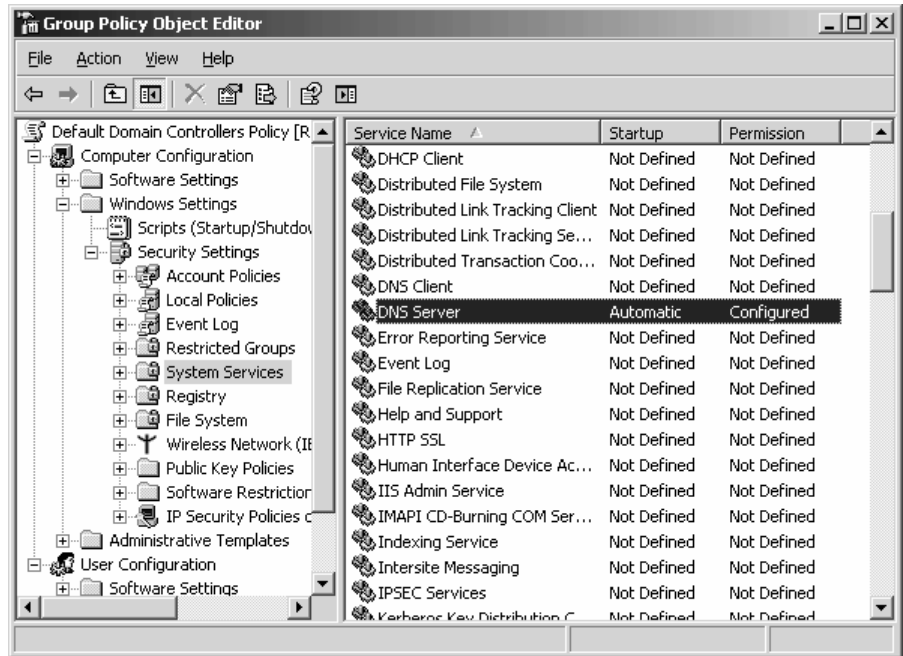 Group Policy Object Editor
File Action View Help
Default Domain Controllers Policy [R
Computer Configuration
Software Settings
Windows Settings
Scripts (Startup/Shutdov
Security Settings
Account Policies
Local Policies
Event Log
Restricted Groups
System Services
Registry
File System
Wireless Network (IE
Public Key Policies
Software Restriction
IP Security Policies c
Administrative Templates
User Configuration
Software Settings
Service Name Startup Permission
DHCP Client Not Defined Not Defined
Distributed File System Not Defined Not Defined
Distributed Link Tracking Client Not Defined Not Defined
Distributed Link Tracking Se... Not Defined Not Defined
Distributed Transaction Coo... Not Defined Not Defined
DNS Client Not Defined Not Defined
DNS Server Automatic Configured
Error Reporting Service Not Defined Not Defined
Event Log Not Defined Not Defined
File Replication Service Not Defined Not Defined
Help and Support Not Defined Not Defined
HTTP SSL Not Defined Not Defined
Human Interface Device Ac... Not Defined Not Defined
IIS Admin Service Not Defined Not Defined
IMAPI CD-Burning COM Ser... Not Defined Not Defined
Indexing Service Not Defined Not Defined
Intersite Messaging Not Defined Not Defined
IPSEC Services Not Defined Not Defined
Kerberos Key Distribution C Not Defined Not Defined